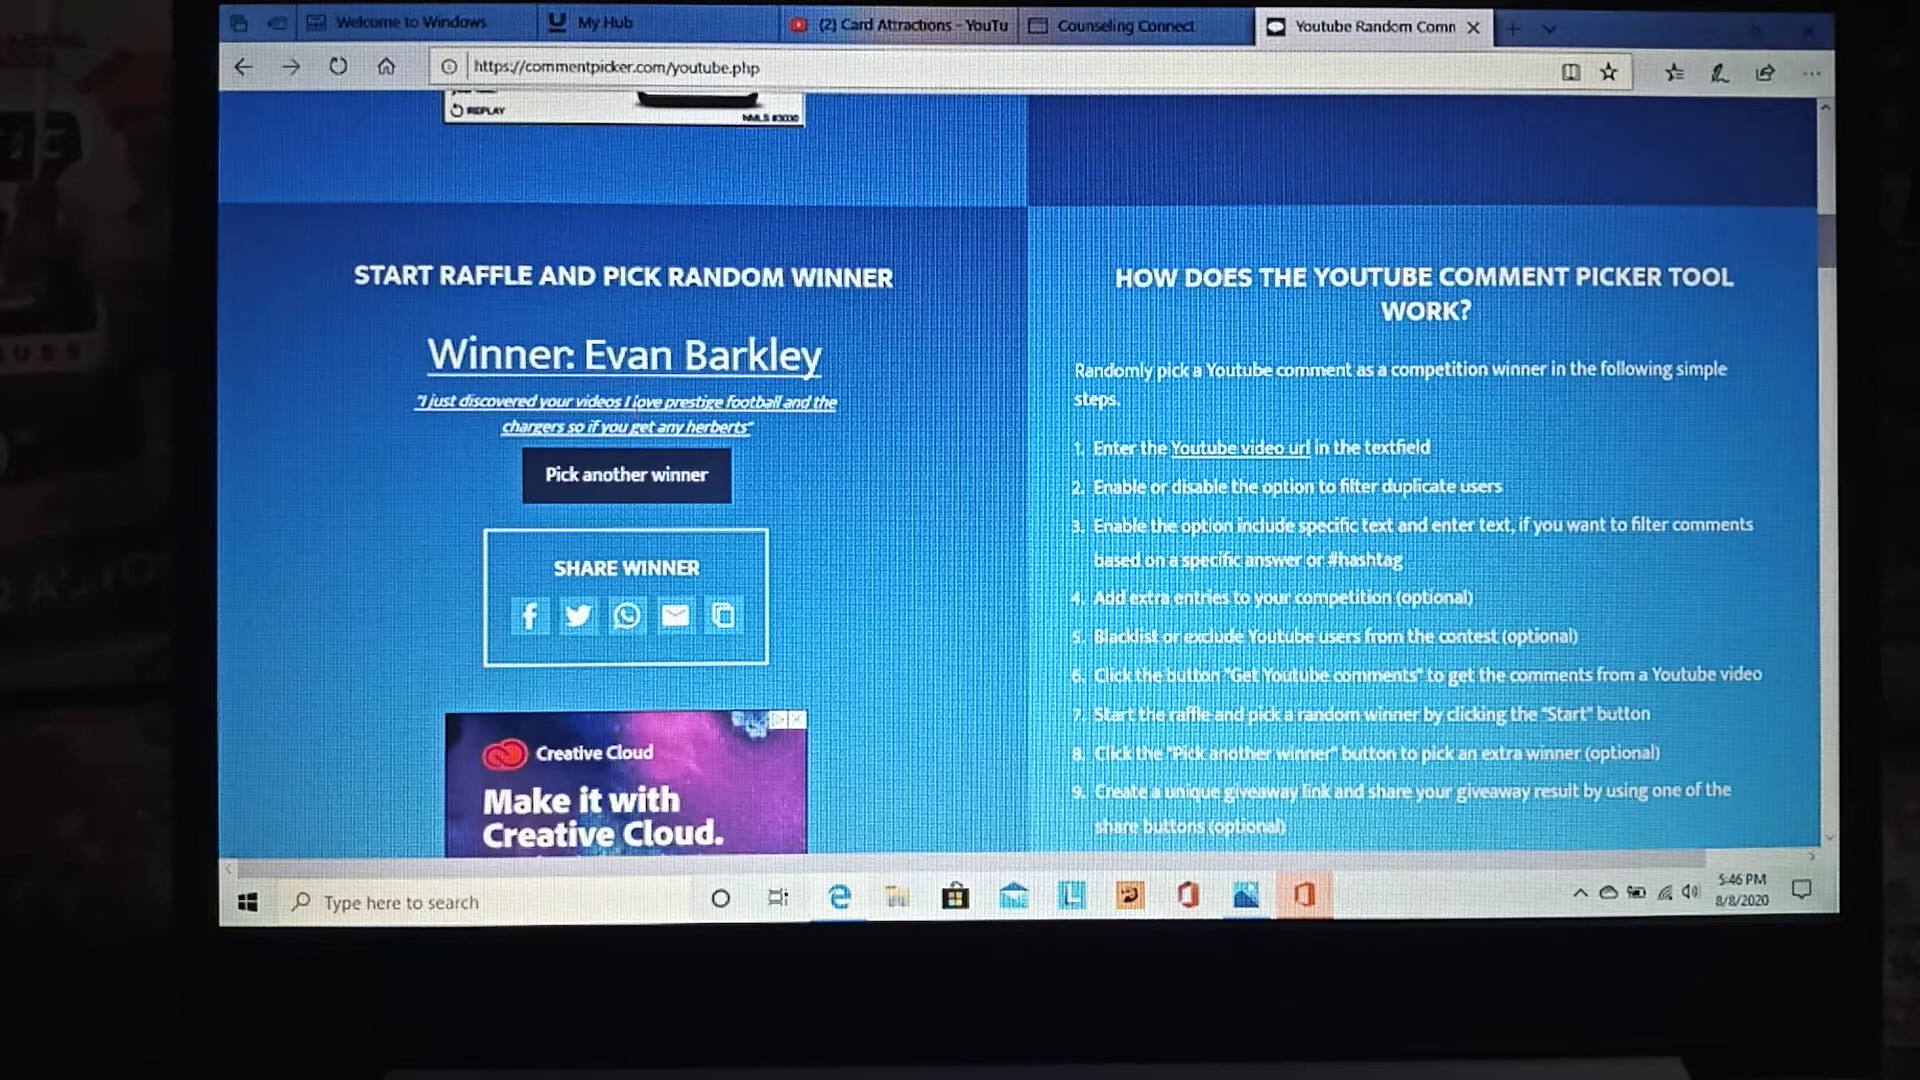 Welcome to Windows
My Hub
(2) Card Attractions - YouTu
Counseling Connect
Youtube Random Comn
https://commentpicker.com/youtube.php
REPLAY
NMLS #3030
START RAFFLE AND PICK RANDOM WINNER
Winner: Evan Barkley
"I just discovered your videos I love prestige football and the
chargers so if you get any herberts"
Pick another winner
SHARE WINNER
Creative Cloud
Make it with
Creative Cloud.
HOW DOES THE YOUTUBE COMMENT PICKER TOOL
WORK?
Randomly pick a Youtube comment as a competition winner in the following simple
steps.
1. Enter the Youtube video url in the textfield
2. Enable or disable the option to filter duplicate users
3. Enable the option include specific text and enter text, if you want to filter comments
based on a specific answer or #hashtag
4. Add extra entries to your competition (optional)
5. Blacklist or exclude Youtube users from the contest (optional)
6. Click the button "Get Youtube comments" to get the comments from a Youtube video
7. Start the raffle and pick a random winner by clicking the "Start" button
8. Click the "Pick another winner" button to pick an extra winner (optional)
9. Create a unique giveaway link and share your giveaway result by using one of the
share buttons (optional)
Type here to search
5:46 PM
8/8/2020